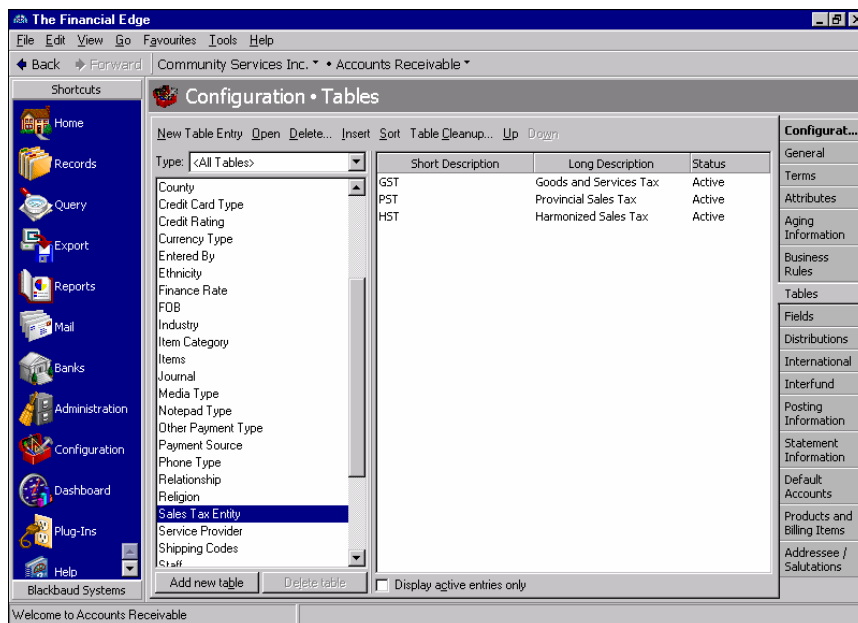 The Financial Edge
File Edit View Go Favourites Tools Help
Back Forward Community Services Inc. • Accounts Receivable
Shortcuts
Home
Records
Query
Export
Reports
Mail
Banks
Administration
Configuration
Dashboard
Plug-Ins
Help
Blackbaud Systems
Configuration • Tables
New Table Entry Open Delete... Insert Sort Table Cleanup... Up Down
Type: <All Tables>
County
Credit Card Type
Credit Rating
Currency Type
Entered By
Ethnicity
Finance Rate
FOB
Industry
Item Category
Items
Journal
Media Type
Notepad Type
Other Payment Type
Payment Source
Phone Type
Relationship
Religion
Sales Tax Entity
Service Provider
Shipping Codes
Staff
Add new table Delete table
Short Description Long Description Status
GST Goods and Services Tax Active
PST Provincial Sales Tax Active
HST Harmonized Sales Tax Active
Display active entries only
Configurat...
General
Terms
Attributes
Aging
Information
Business
Rules
Tables
Fields
Distributions
International
Interfund
Posting
Information
Statement
Information
Default
Accounts
Products and
Billing Items
Addressee /
Salutations
Welcome to Accounts Receivable